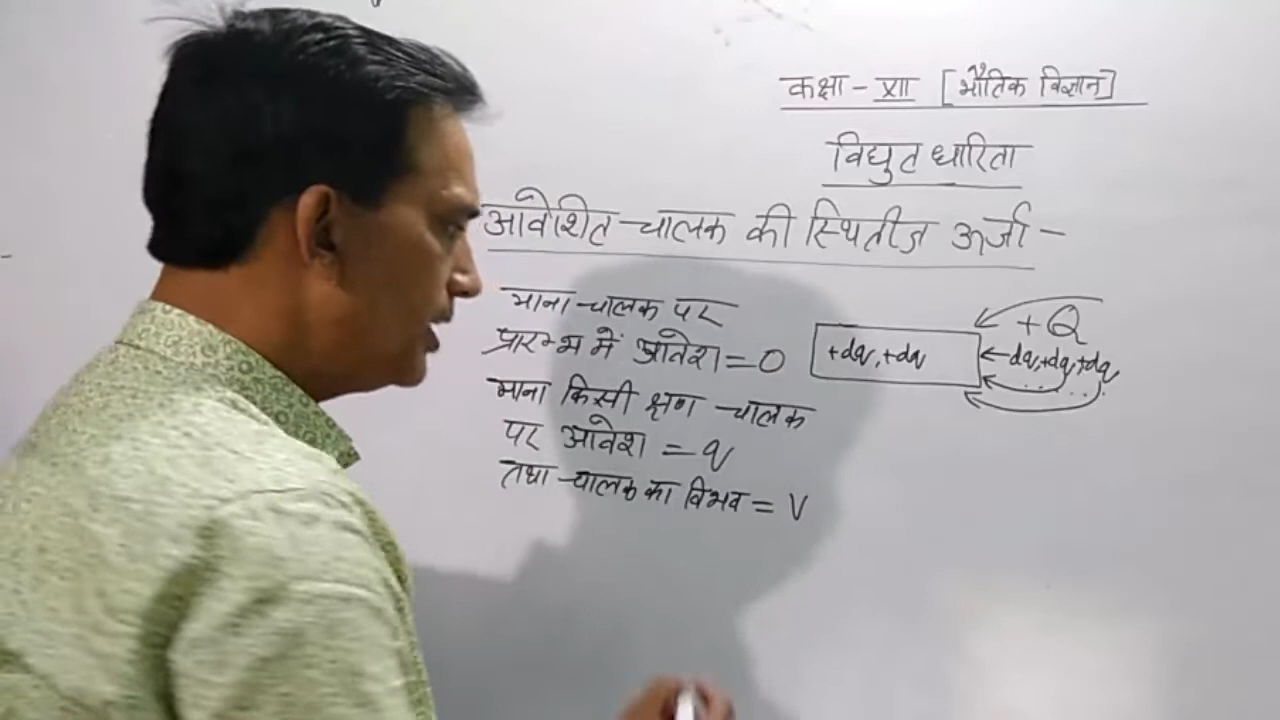 कक्षा - XII [भौतिक विज्ञान]
विद्युत धारिता
आवेशित चालक की स्थितीज ऊर्जा -
माना चालक पर
प्रारम्भ में आवेश = 0
माना किसी क्षण चालक
पर आवेश = q
तथा चालक का विभव = V
+Q
+dq, +dq
dq, +dq, +dq